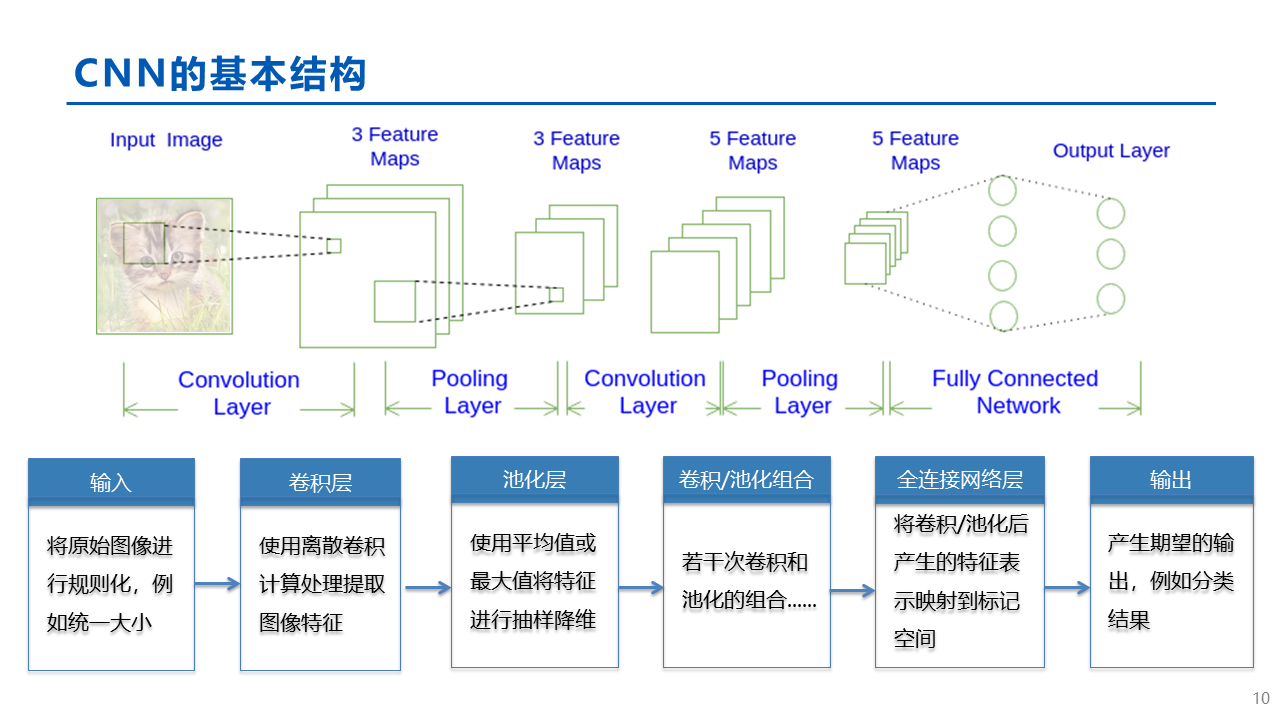 CNN的基本结构
Input Image
3 Feature
Maps
3 Feature
Maps
5 Feature
Maps
5 Feature
Maps
Output Layer
Convolution
Layer
Pooling
Layer
Convolution
Layer
Pooling
Layer
Fully Connected
Network
输入
将原始图像进
行规则化，例
如统一大小
卷积层
使用离散卷积
计算处理提取
图像特征
池化层
使用平均值或
最大值将特征
进行抽样降维
卷积/池化组合
若干次卷积和
池化的组合......
全连接网络层
将卷积/池化后
产生的特征表
示映射到标记
空间
输出
产生期望的输
出，例如分类
结果
10